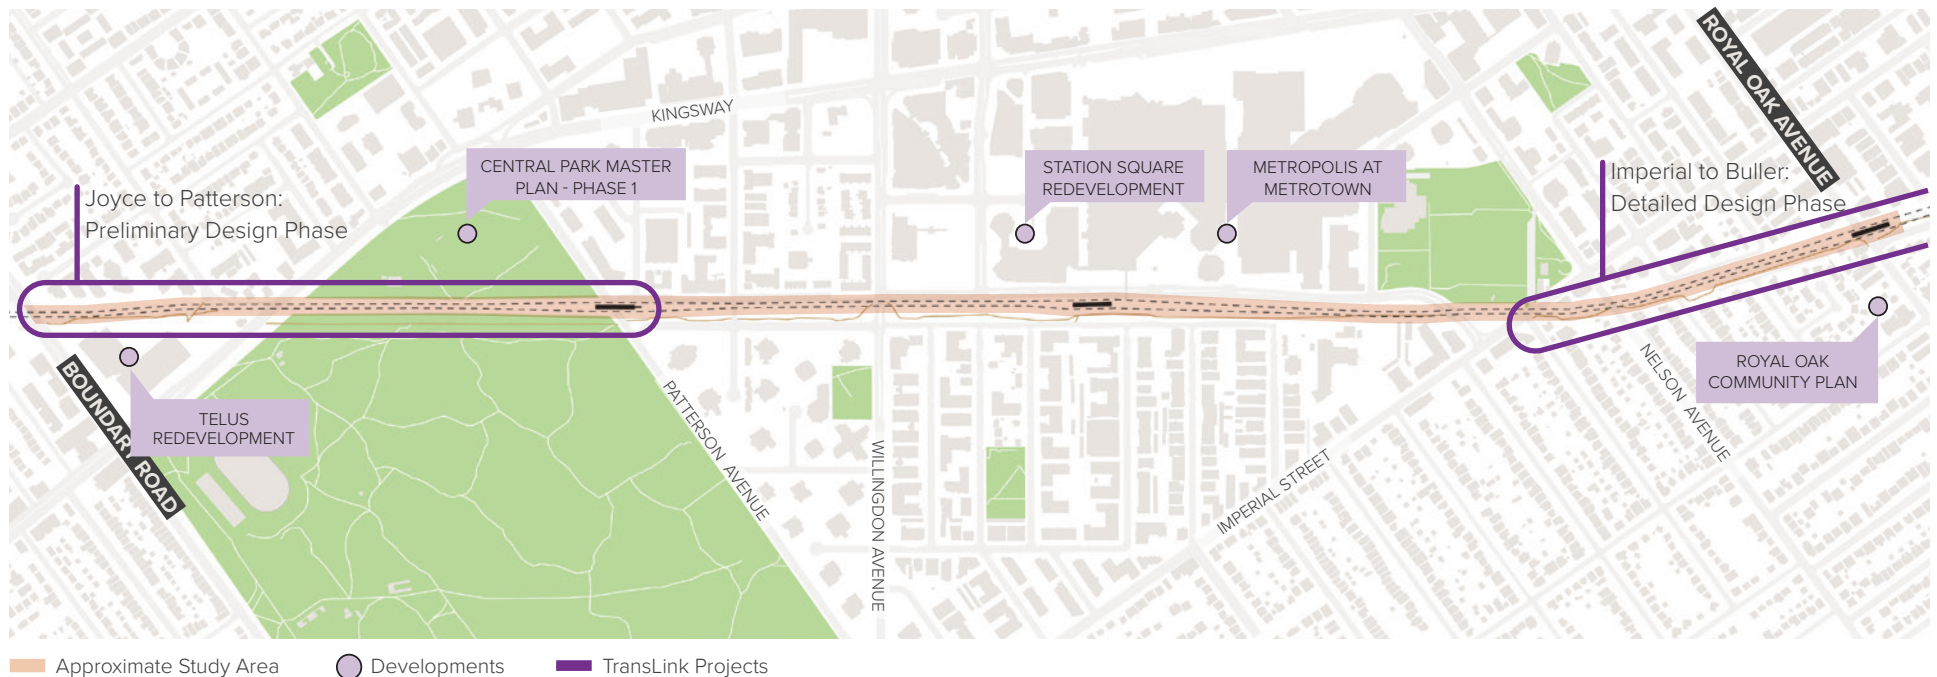 ROYAL OAK AVENUE
KINGSWAY
CENTRAL PARK MASTER
PLAN - PHASE 1
STATION SQUARE
REDEVELOPMENT
METROPOLIS AT
METROTOWN
Imperial to Buller:
Detailed Design Phase
Joyce to Patterson:
Preliminary Design Phase
BOUNDARY ROAD
TELUS
REDEVELOPMENT
PATTERSON AVENUE
WILLINGDON AVENUE
IMPERIAL STREET
NELSON AVENUE
ROYAL OAK
COMMUNITY PLAN
Approximate Study Area
Developments
TransLink Projects